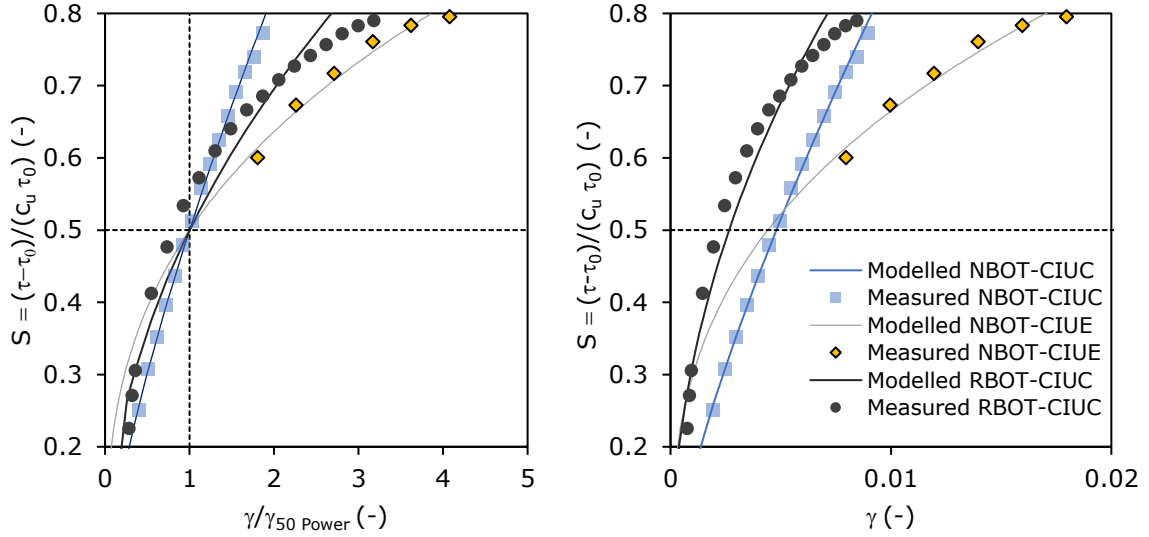 S = (τ−τ0)/(cu τ0) (-)
0.8
0.7
0.6
0.5
0.4
0.3
0.2
0 1 2 3 4 5
γ/γ50 Power (-)
S = (τ-τ0)/(cu τ0) (-)
0.8
0.7
0.6
0.5
0.4
0.3
0.2
Modelled NBOT-CIUC
Measured NBOT-CIUC
Modelled NBOT-CIUE
Measured NBOT-CIUE
Modelled RBOT-CIUC
Measured RBOT-CIUC
0 0.01 0.02
γ (-)